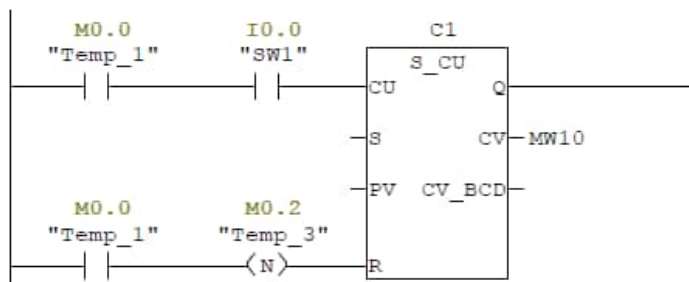 M0.0 I0.0 C1
"Temp_1" "SW1" S_CU
CU Q
S CV MW10
PV CV_BCD
M0.0 M0.2
"Temp_1" "Temp_3"
(N) R